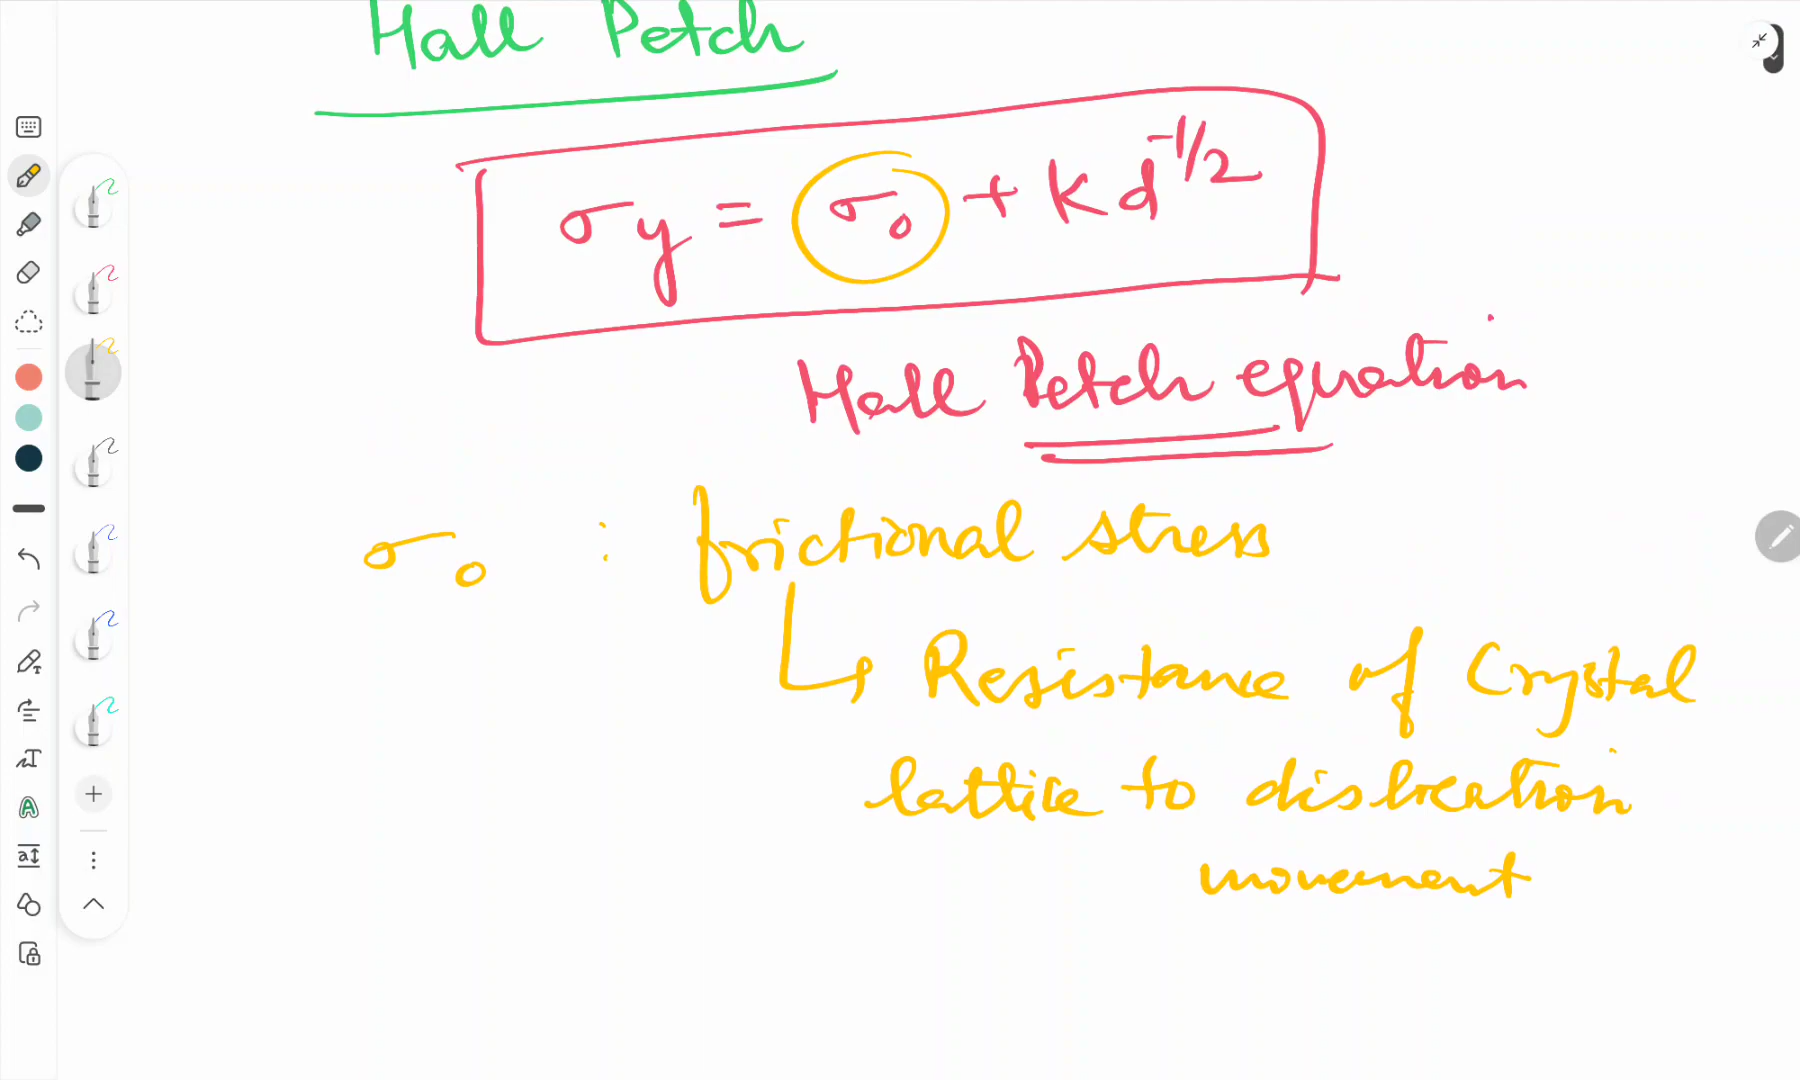 Hall Petch
σy = σ₀ + k d^-1/2
Hall Petch equation
σ₀ : frictional stress
↳ Resistance of Crystal
lattice to dislocation
movement